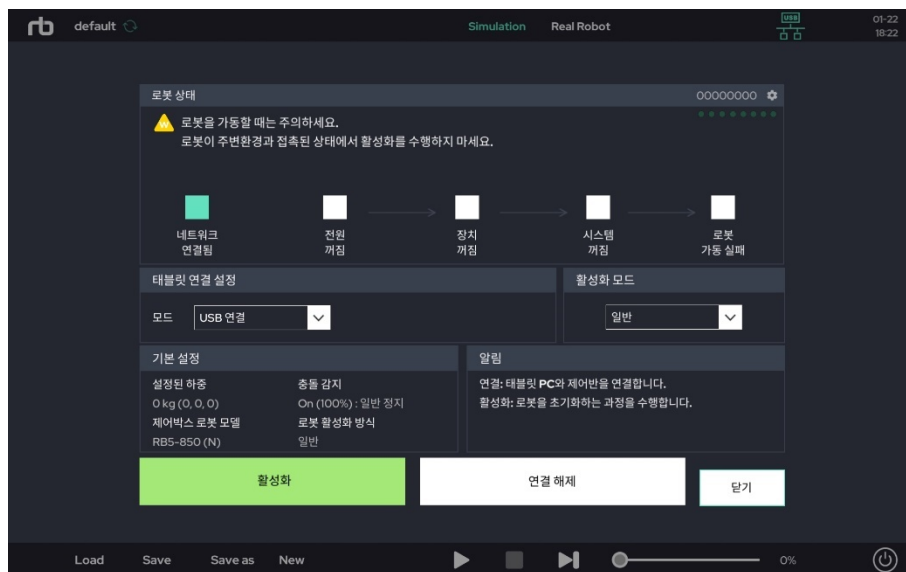 rb default Simulation Real Robot USB 01-22
18:22
로봇 상태 00000000
로봇을 가동할 때는 주의하세요.
로봇이 주변환경과 접촉된 상태에서 활성화를 수행하지 마세요.
네트워크 전원 장치 시스템 로봇
연결됨 꺼짐 꺼짐 꺼짐 가동 실패
태블릿 연결 설정 활성화 모드
모드 USB 연결 일반
기본 설정 알림
설정된 하중 충돌 감지 연결: 태블릿 PC와 제어반을 연결합니다.
0 kg (0, 0, 0) On (100%) : 일반 정지 활성화: 로봇을 초기화하는 과정을 수행합니다.
제어박스 로봇 모델 로봇 활성화 방식
RB5-850 (N) 일반
활성화 연결 해제 닫기
Load Save Save as New 0%